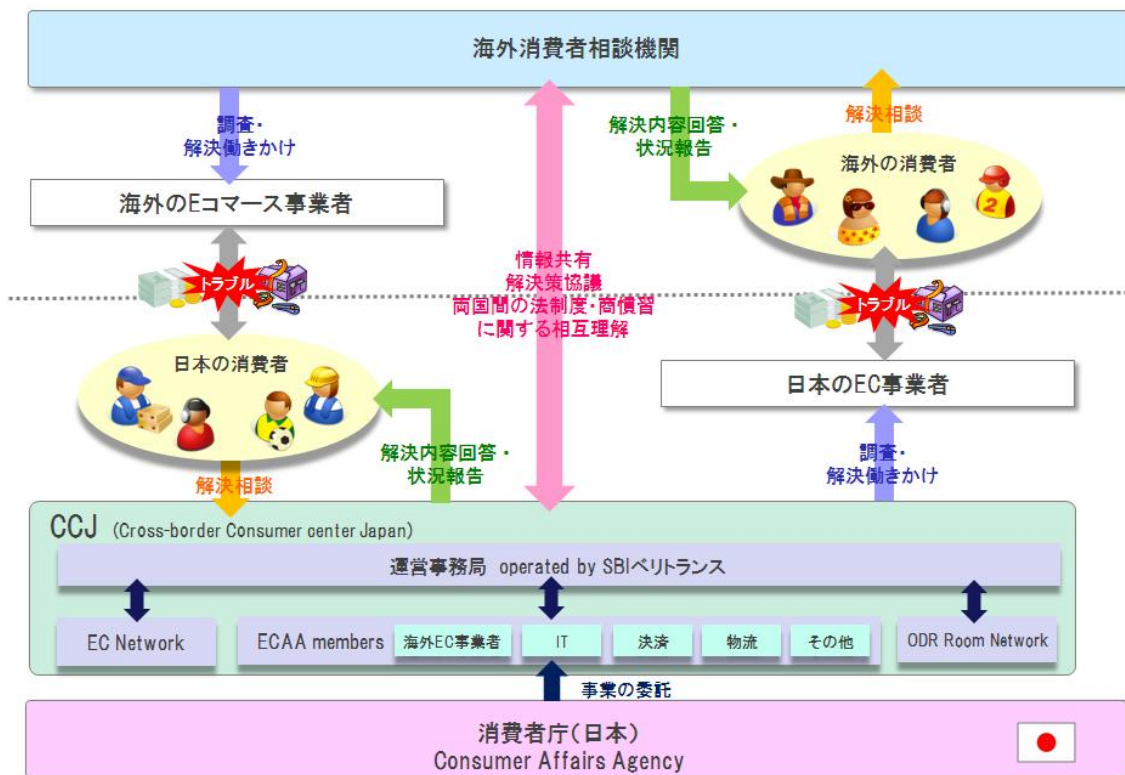 海外消費者相談機関
調査・
解決働きかけ
解決内容回答・
状況報告
解決相談
海外の消費者
海外のEコマース事業者
2
トラブル
情報共有
解決策協議
両国間の法制度・商慣習
に関する相互理解
トラブル
日本の消費者
日本のEC事業者
解決内容回答・
状況報告
調査・
解決働きかけ
解決相談
CCJ (Cross-border Consumer center Japan)
運営事務局 operated by SBIベリトランス
EC Network
ECAA members
海外EC事業者
IT
決済
物流
その他
ODR Room Network
事業の委託
消費者庁(日本)
Consumer Affairs Agency